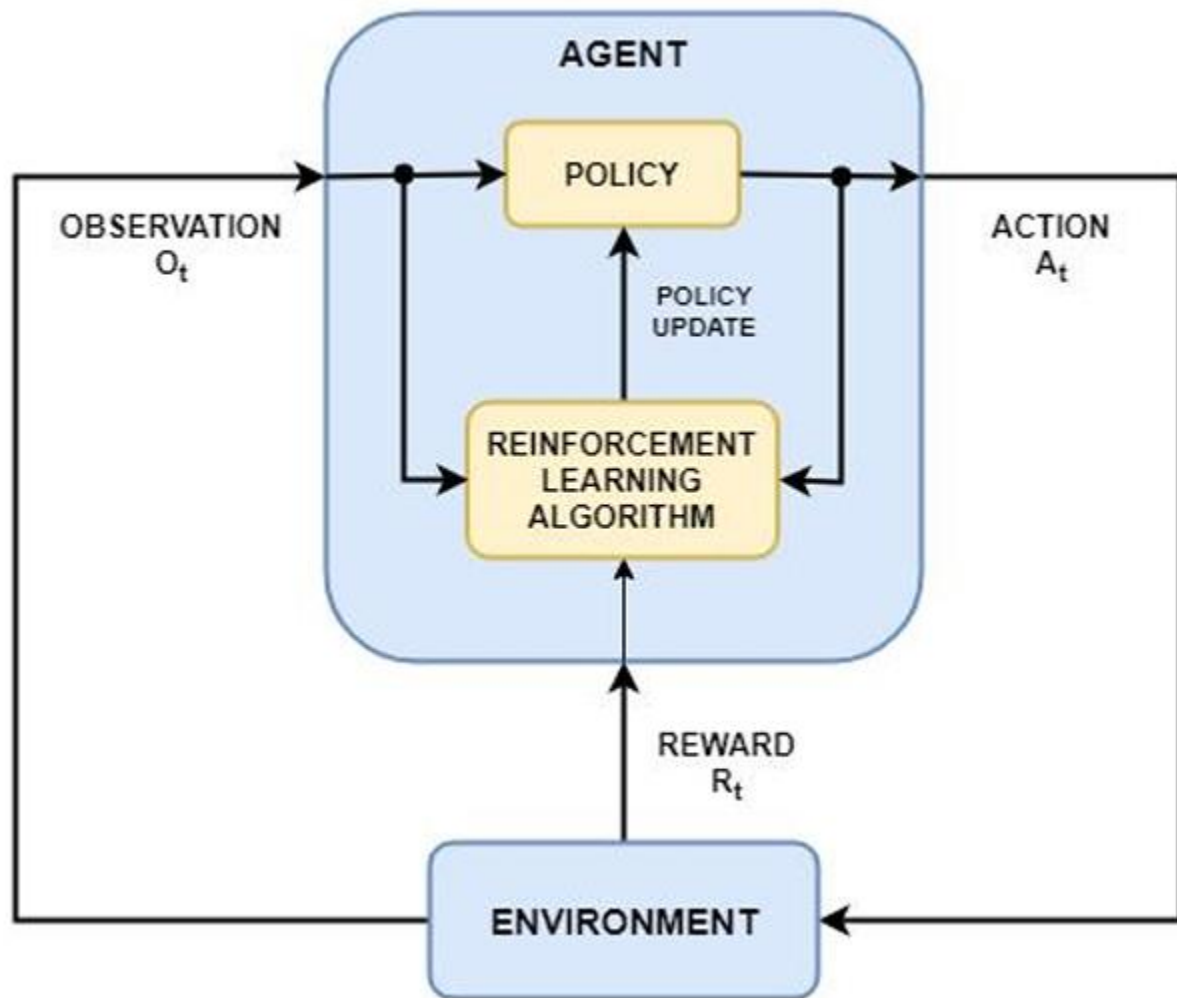 AGENT
POLICY
OBSERVATION
Oₜ
ACTION
Aₜ
POLICY
UPDATE
REINFORCEMENT
LEARNING
ALGORITHM
REWARD
Rₜ
ENVIRONMENT